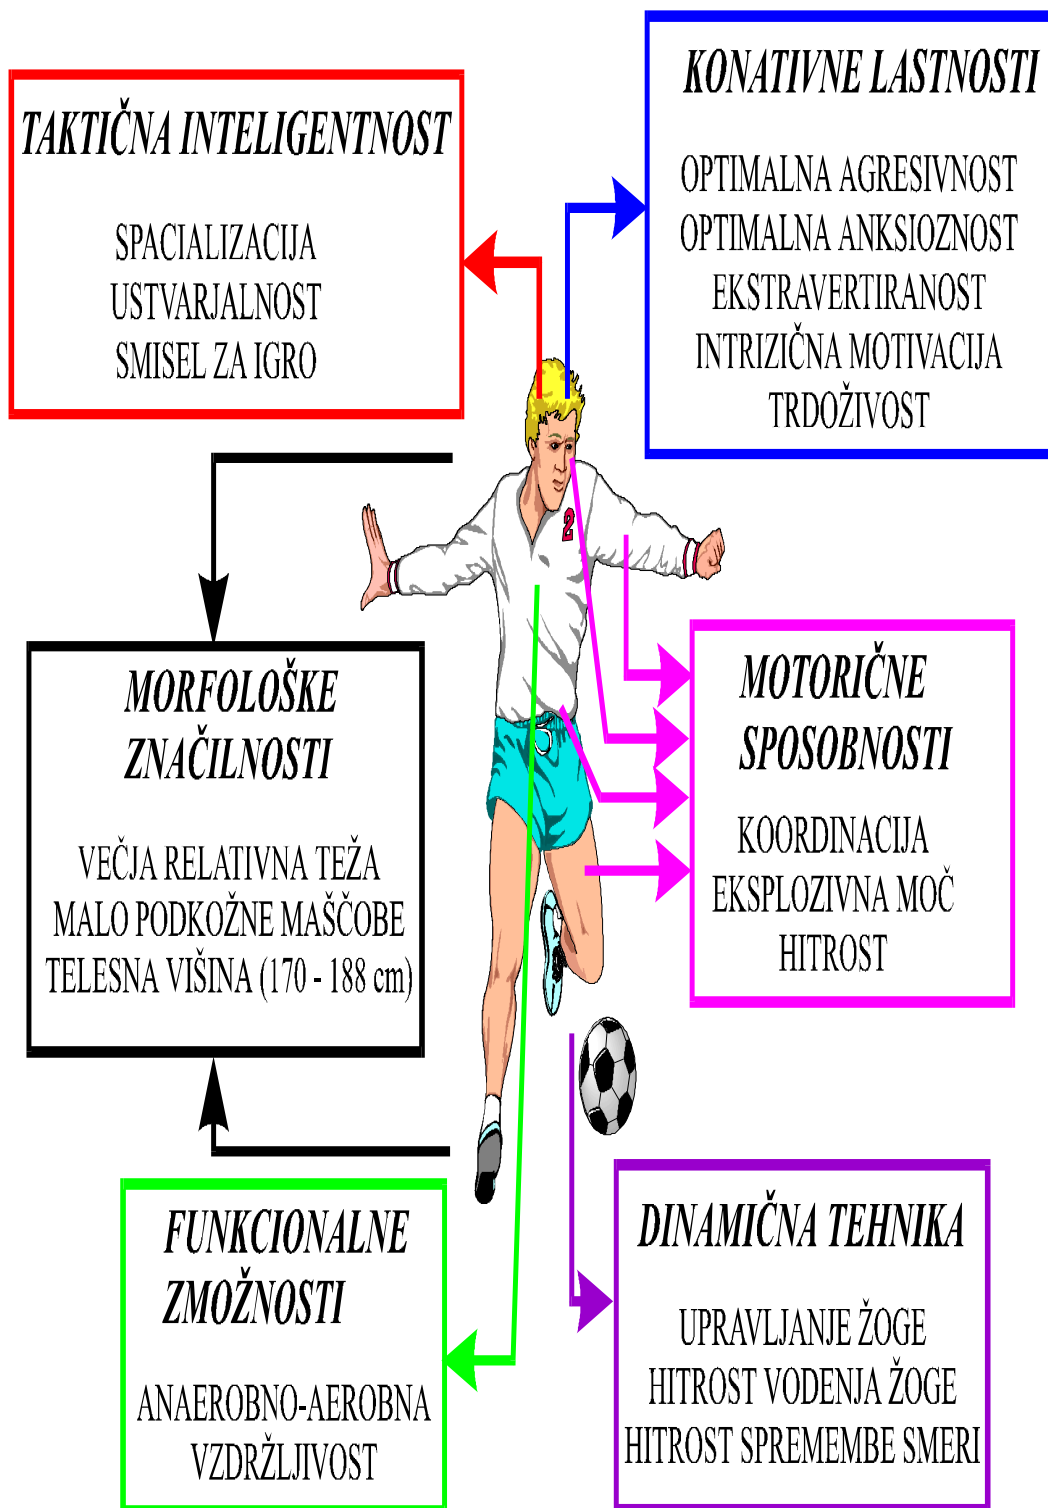 TAKTIČNA INTELIGENTNOST
SPACIALIZACIJA
USTVARJALNOST
SMISEL ZA IGRO
KONATIVNE LASTNOSTI
OPTIMALNA AGRESIVNOST
OPTIMALNA ANKSIOZNOST
EKSTRAVERTIRANOST
INTRIZIČNA MOTIVACIJA
TRDOŽIVOST
2
MORFOLOŠKE
ZNAČILNOSTI
VEČJA RELATIVNA TEŽA
MALO PODKOŽNE MAŠČOBE
TELESNA VIŠINA (170 - 188 cm)
MOTORIČNE
SPOSOBNOSTI
KOORDINACIJA
EKSPLOZIVNA MOČ
HITROST
FUNKCIONALNE
ZMOŽNOSTI
ANAEROBNO-AEROBNA
VZDRŽLJIVOST
DINAMIČNA TEHNIKA
UPRAVLJANJE ŽOGE
HITROST VODENJA ŽOGE
HITROST SPREMEMBE SMERI